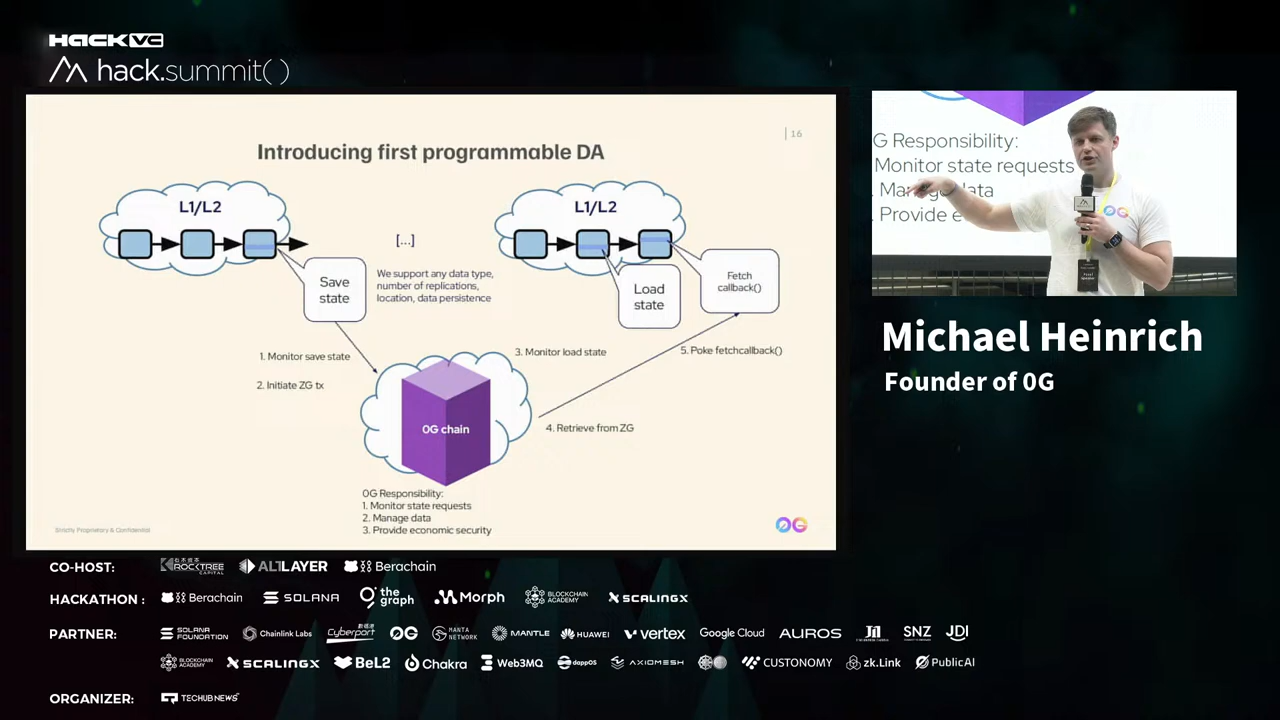 HACK VC
hack.summit()
16
Introducing first programmable DA
L1/L2
[...]
L1/L2
Save
state
We support any data type,
number of replications,
location, data persistence
Load
state
Fetch
callback()
1. Monitor save state
2. Initiate ZG tx
3. Monitor load state
5. Poke fetchcallback()
0G chain
4. Retrieve from ZG
0G Responsibility:
1. Monitor state requests
2. Manage data
3. Provide economic security
Strictly Proprietary & Confidential
0G
G Responsibility:
Monitor state requests
Manage data
Provide e
Michael Heinrich
Founder of 0G
CO-HOST: ROCKTREE CAPITAL ALTLAYER Berachain
HACKATHON : Berachain SOLANA the graph Morph BLOCKCHAIN ACADEMY SCALINGX
PARTNER: SOLANA FOUNDATION Chainlink Labs Cyberport 0G MANTA NETWORK MANTLE HUAWEI vertex Google Cloud AUROS SNZ JDI
BLOCKCHAIN ACADEMY SCALINGX BeL2 Chakra Web3MQ dappOS AXIOMESH CUSTONOMY zk.Link PublicAI
ORGANIZER: TECHUB NEWS